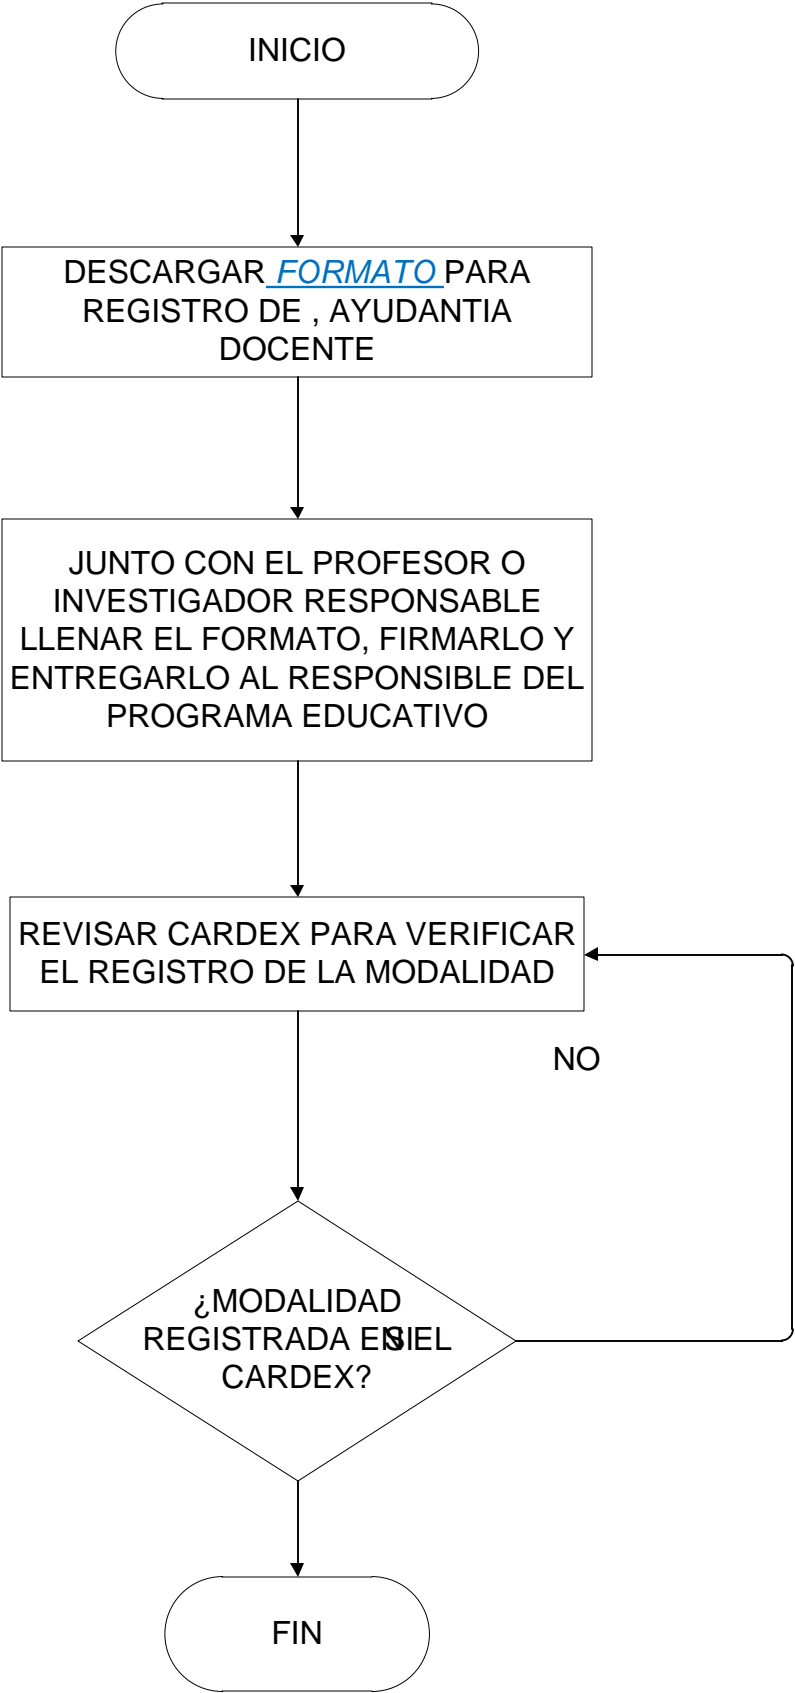 INICIO
DESCARGAR FORMATO PARA
REGISTRO DE , AYUDANTIA
DOCENTE
JUNTO CON EL PROFESOR O
INVESTIGADOR RESPONSABLE
LLENAR EL FORMATO, FIRMARLO Y
ENTREGARLO AL RESPONSIBLE DEL
PROGRAMA EDUCATIVO
REVISAR CARDEX PARA VERIFICAR
EL REGISTRO DE LA MODALIDAD
NO
¿MODALIDAD
REGISTRADA EN EL
CARDEX?
SI
FIN